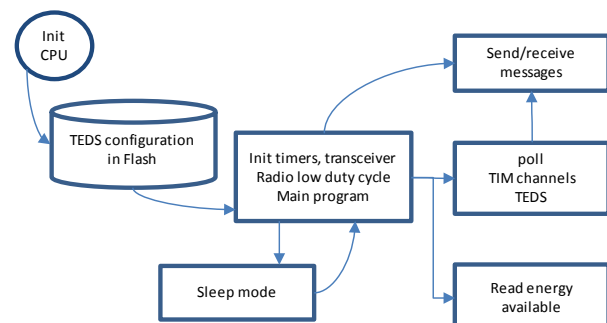 Init
CPU
Send/receive
messages
TEDS configuration
in Flash
Init timers, transceiver
Radio low duty cycle
Main program
poll
TIM channels
TEDS
Sleep mode
Read energy
available